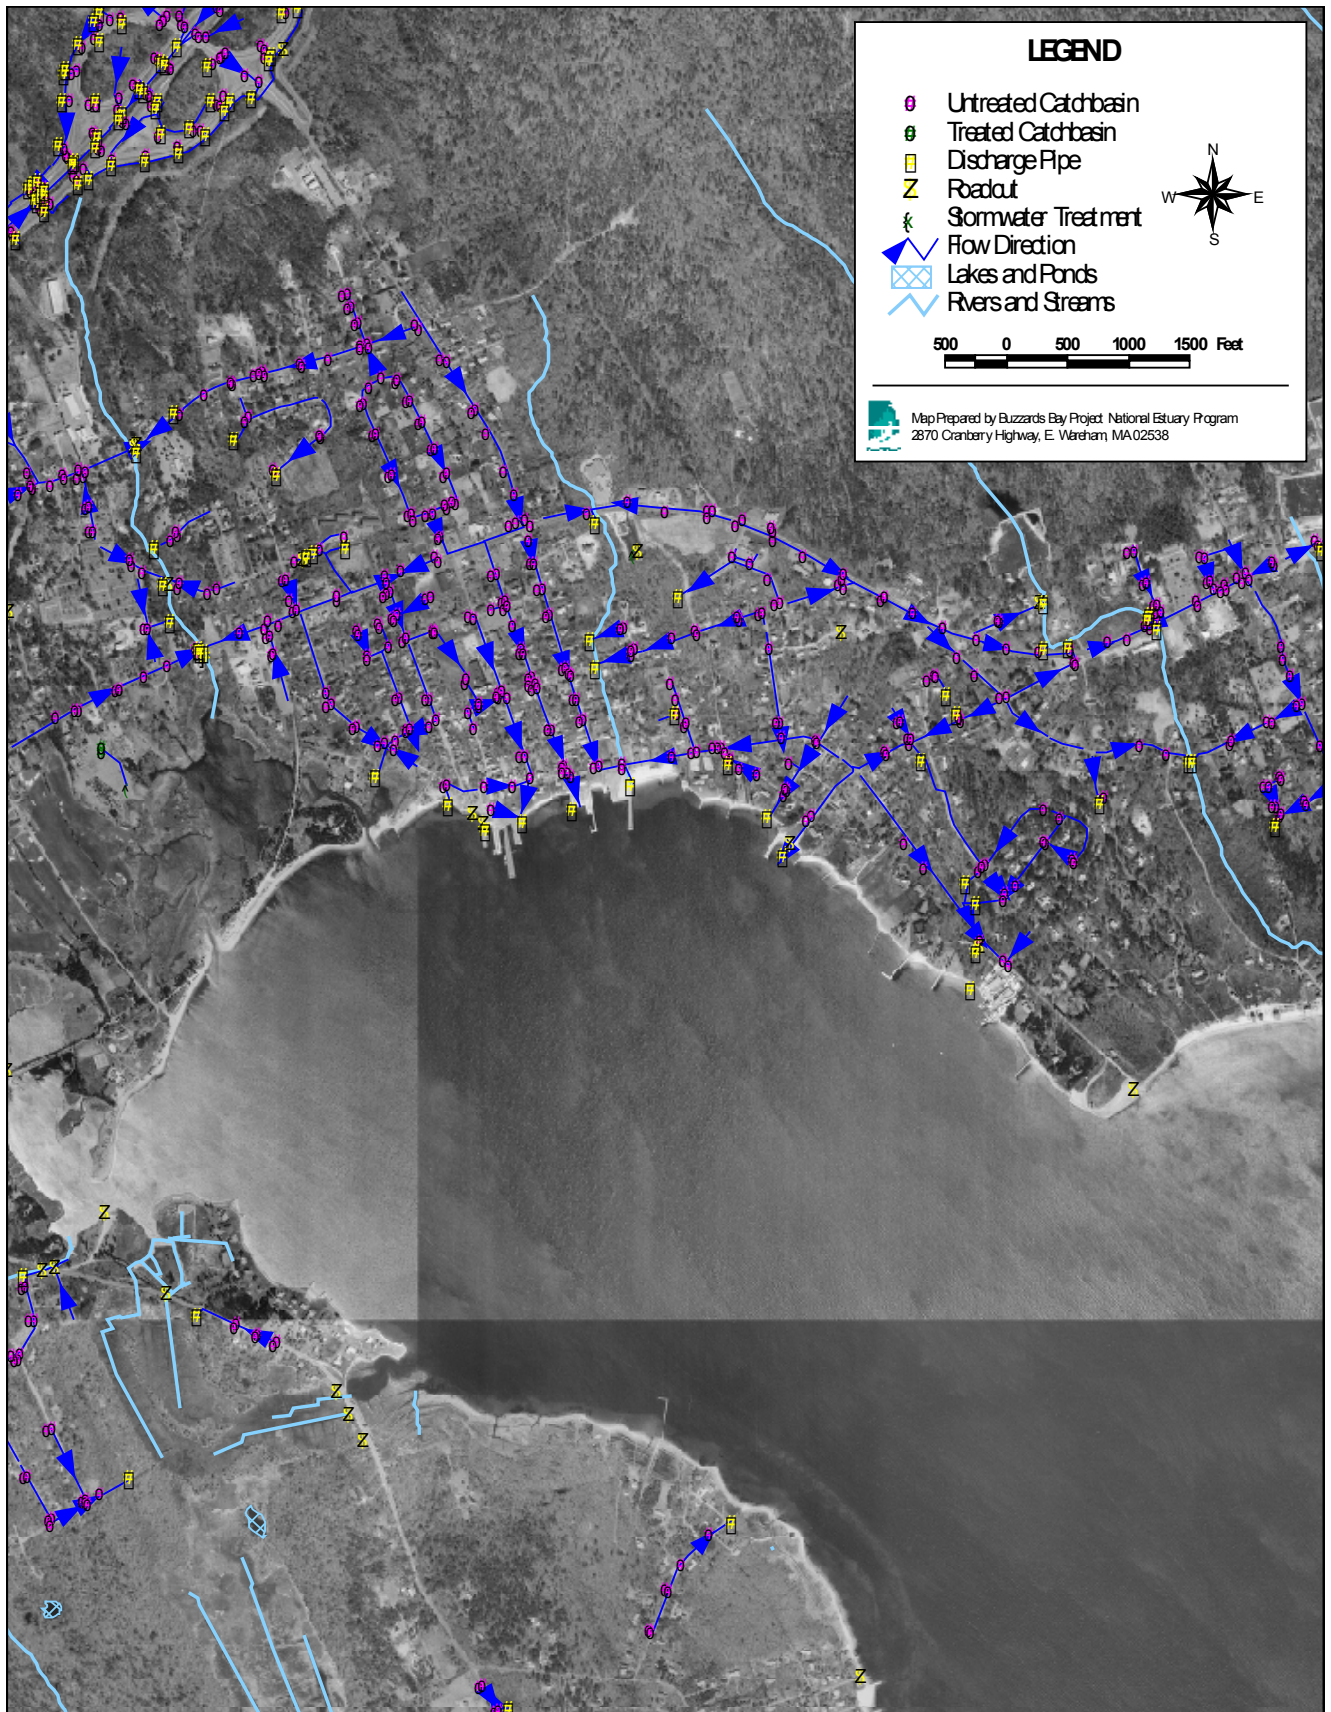 LEGEND
Untreated Catchbasin
Treated Catchbasin
Discharge Pipe
Roadcut
Stormwater Treatment
Flow Direction
Lakes and Ponds
Rivers and Streams
N
W E
S
500 0 500 1000 1500 Feet
Map Prepared by Buzzards Bay Project National Estuary Program
2870 Cranberry Highway, E. Wareham, MA 02538